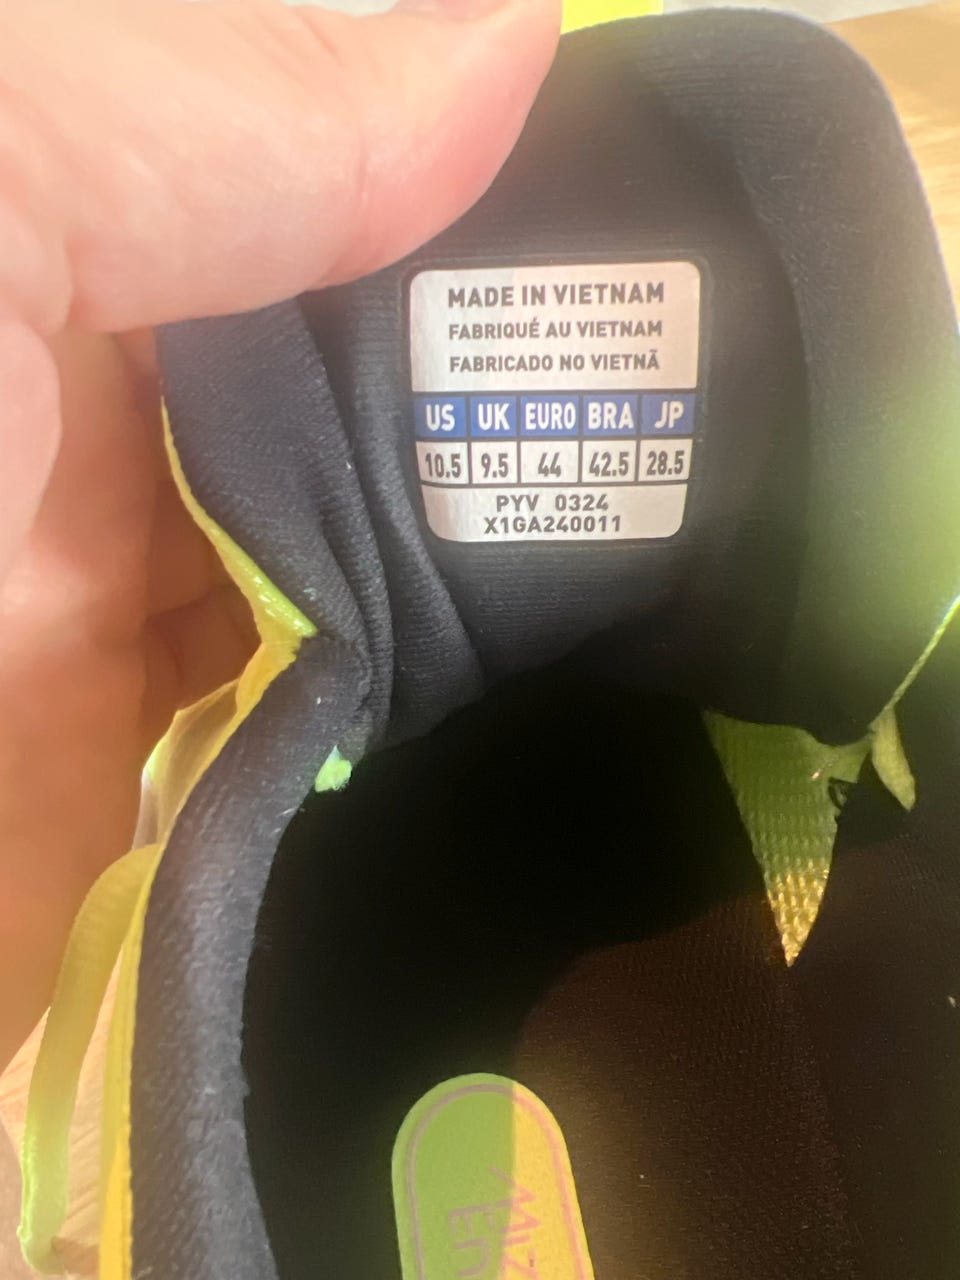 MADE IN VIETNAM
FABRIQUÉ AU VIETNAM
FABRICADO NO VIETNÃ
US UK EURO BRA JP
10.5 9.5 44 42.5 28.5
PYV 0324
X1GA240011